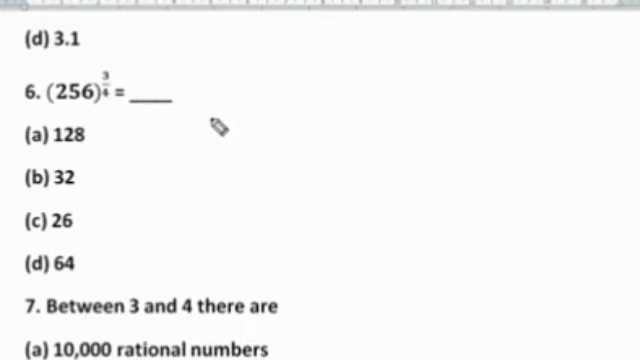 (d) 3.1
6. (256)^{3/4} = ____
(a) 128
(b) 32
(c) 26
(d) 64
7. Between 3 and 4 there are
(a) 10,000 rational numbers